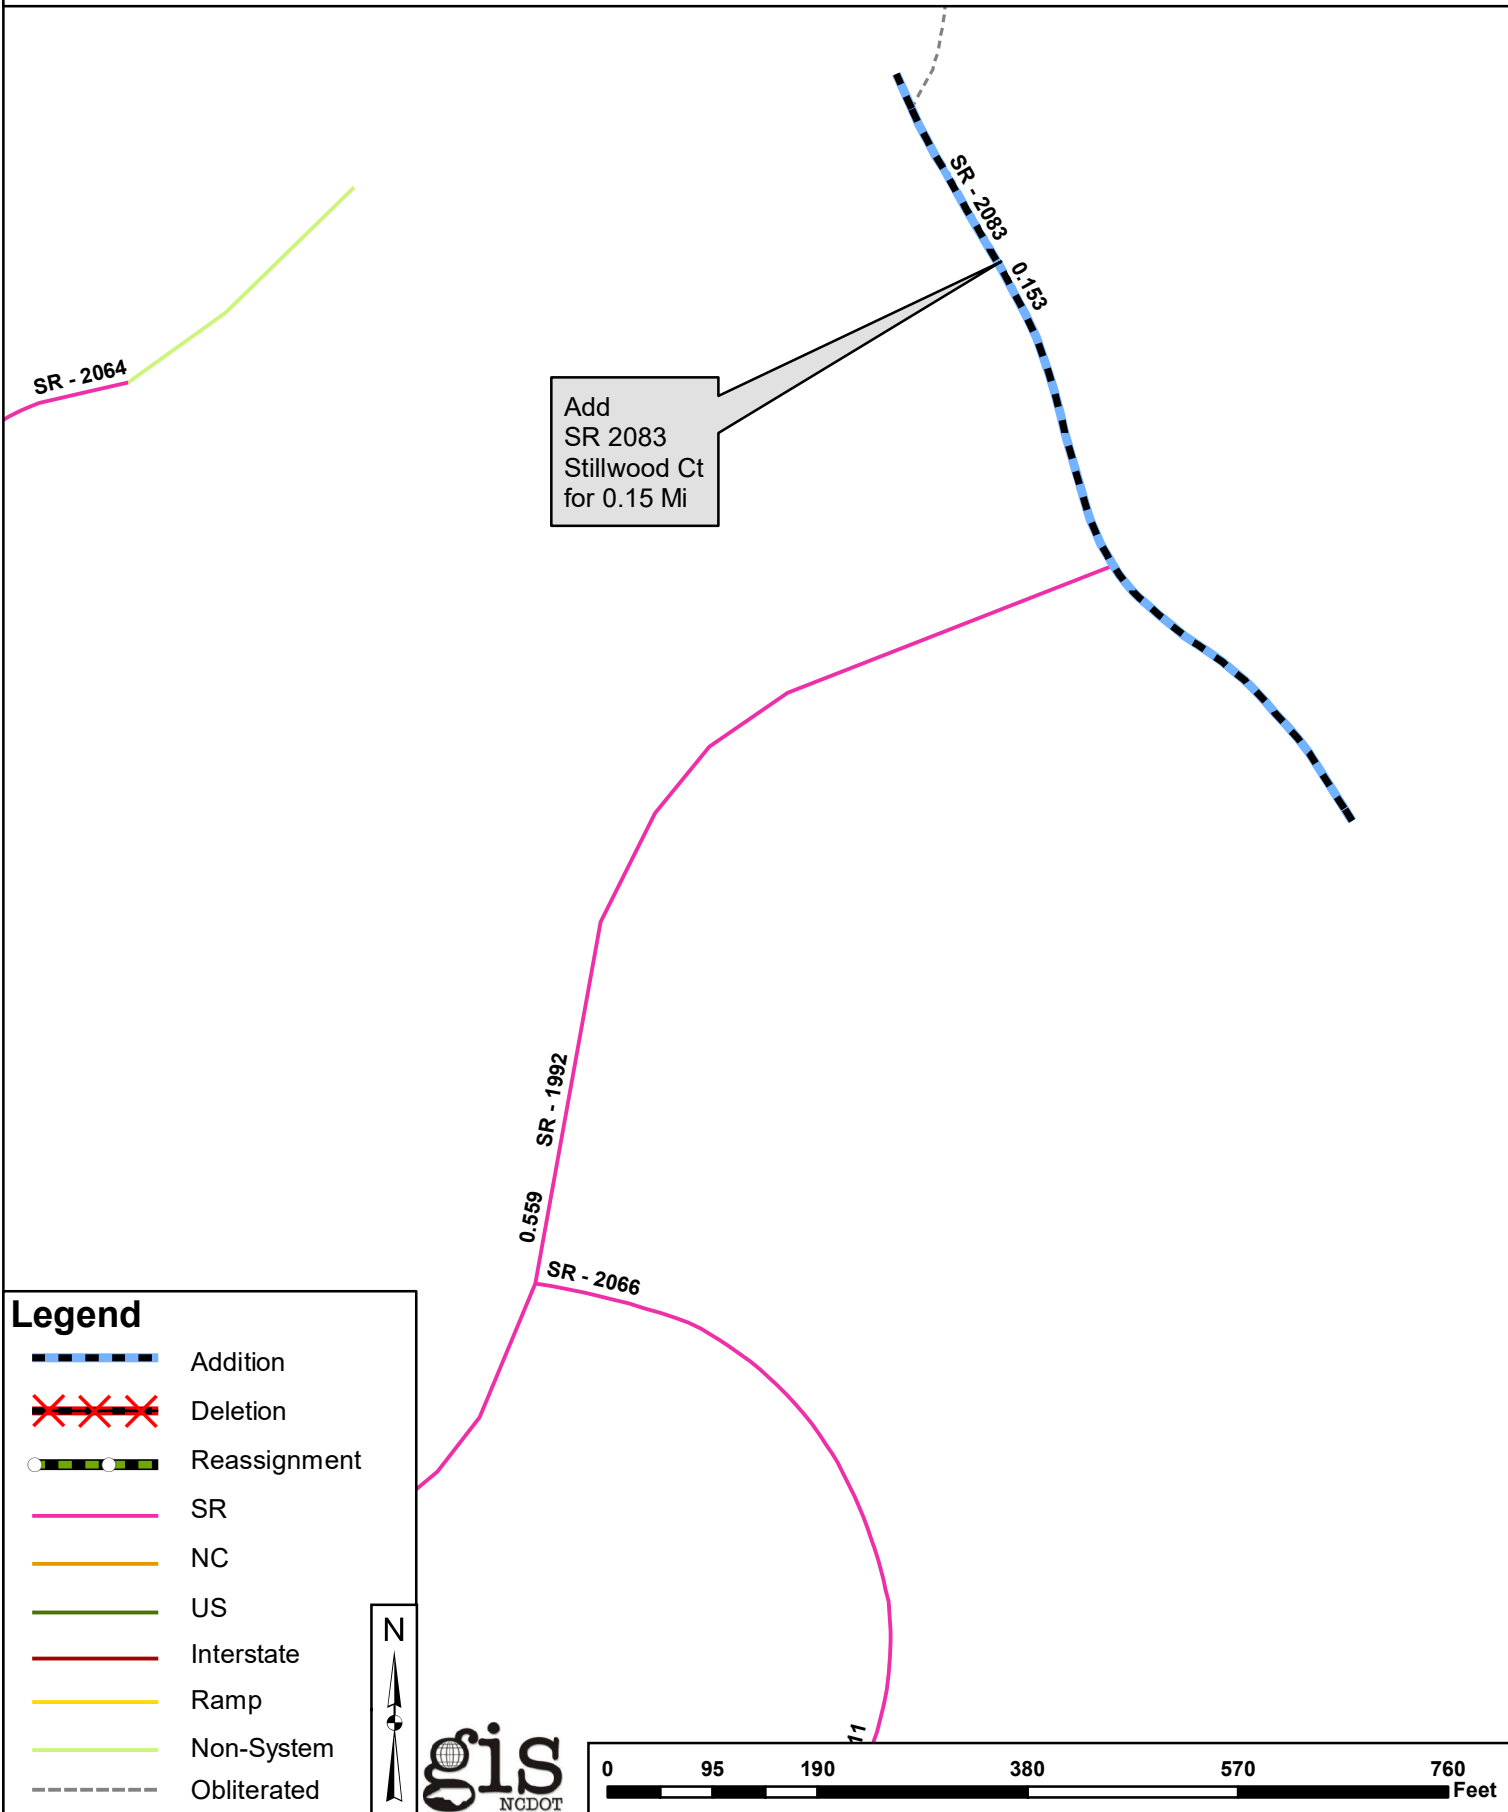 SR - 2083
0.153
SR - 2064
Add
SR 2083
Stillwood Ct
for 0.15 Mi
SR - 1992
0.559
SR - 2066
11
Legend
Addition
Deletion
Reassignment
SR
NC
US
Interstate
Ramp
Non-System
Obliterated
N
gis
NCDOT
0 95 190 380 570 760
Feet